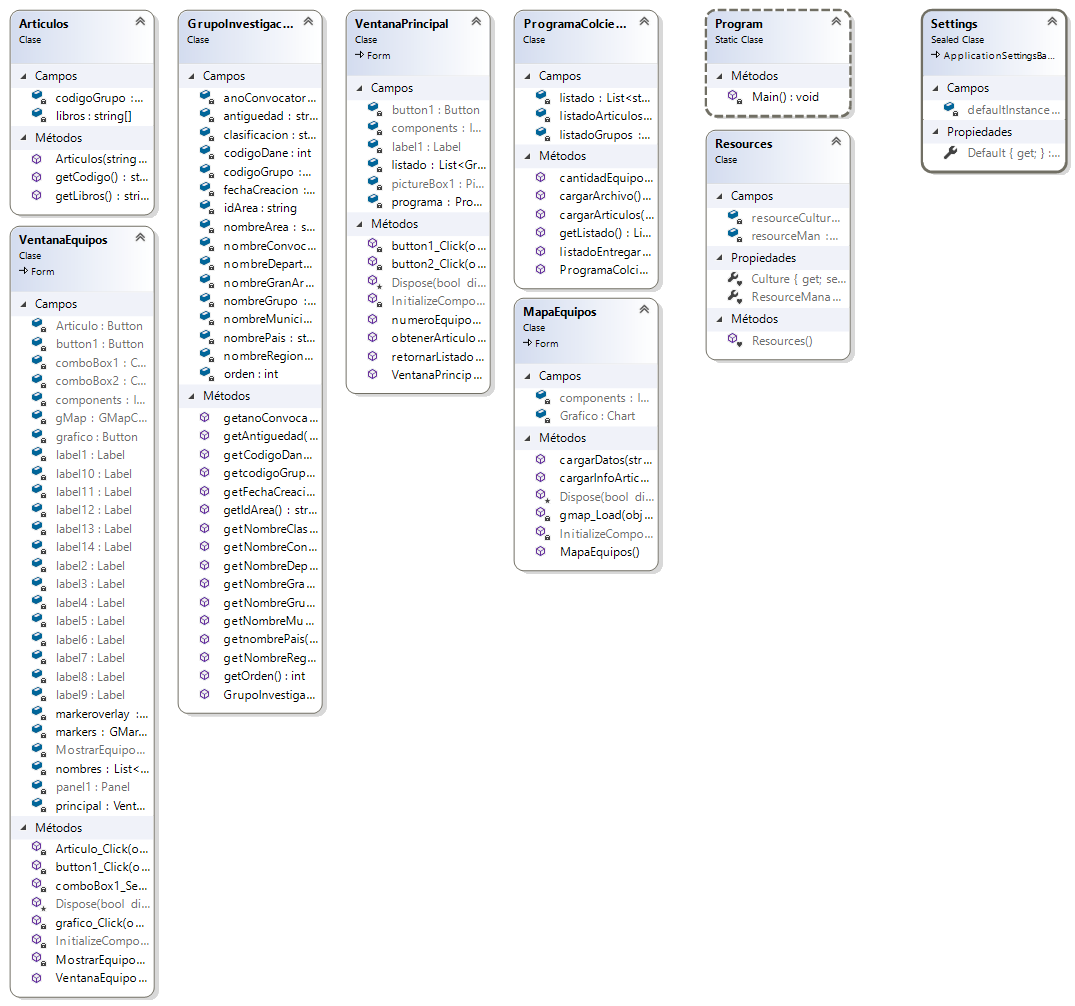 Articulos
Clase
Campos
codigoGrupo :...
libros : string[]
Métodos
Articulos(string ...
getCodigo() : st...
getLibros() : stri...
VentanaEquipos
Clase
Form
Campos
Articulo : Button
button1 : Button
comboBox1 : C...
comboBox2 : C...
components : I...
gMap : GMapC...
grafico : Button
label1 : Label
label10 : Label
label11 : Label
label12 : Label
label13 : Label
label14 : Label
label2 : Label
label3 : Label
label4 : Label
label5 : Label
label6 : Label
label7 : Label
label8 : Label
label9 : Label
markeroverlay :...
markers : GMar...
MostrarEquipo...
nombres : List<...
panel1 : Panel
principal : Vent...
Métodos
Articulo_Click(o...
button1_Click(o...
comboBox1_Se...
Dispose(bool di...
grafico_Click(o...
InitializeCompo...
MostrarEquipo...
VentanaEquipo...
GrupoInvestigac...
Clase
Campos
anoConvocator...
antiguedad : str...
clasificacion : st...
codigoDane : int
codigoGrupo :...
fechaCreacion :...
idArea : string
nombreArea : s...
nombreConvoc...
nombreDepart...
nombreGranAr...
nombreGrupo :...
nombreMunici...
nombrePais : st...
nombreRegion...
orden : int
Métodos
getanoConvoca...
getAntiguedad(...
getCodigoDan...
getcodigoGrup...
getFechaCreaci...
getIdArea() : str...
getNombreClas...
getNombreCon...
getNombreDep...
getNombreGra...
getNombreGru...
getNombreMu...
getnombrePais(...
getNombreReg...
getOrden() : int
GrupoInvestiga...
VentanaPrincipal
Clase
Form
Campos
button1 : Button
components : I...
label1 : Label
listado : List<Gr...
pictureBox1 : Pi...
programa : Pro...
Métodos
button1_Click(o...
button2_Click(o...
Dispose(bool di...
InitializeCompo...
numeroEquipo...
obtenerArticulo...
retornarListado...
VentanaPrincip...
ProgramaColcie...
Clase
Campos
listado : List<st...
listadoArticulos...
listadoGrupos :...
Métodos
cantidadEquipo...
cargarArchivo()...
cargarArticulos(...
getListado() : Li...
listadoEntregar...
ProgramaColci...
MapaEquipos
Clase
Form
Campos
components : I...
Grafico : Chart
Métodos
cargarDatos(str...
cargarInfoArtic...
Dispose(bool di...
gmap_Load(obj...
InitializeCompo...
MapaEquipos()
Program
Static Clase
Métodos
Main() : void
Resources
Clase
Campos
resourceCultur...
resourceMan :...
Propiedades
Culture { get; se...
ResourceMana...
Métodos
Resources()
Settings
Sealed Clase
ApplicationSettingsBa...
Campos
defaultInstance...
Propiedades
Default { get; } :...